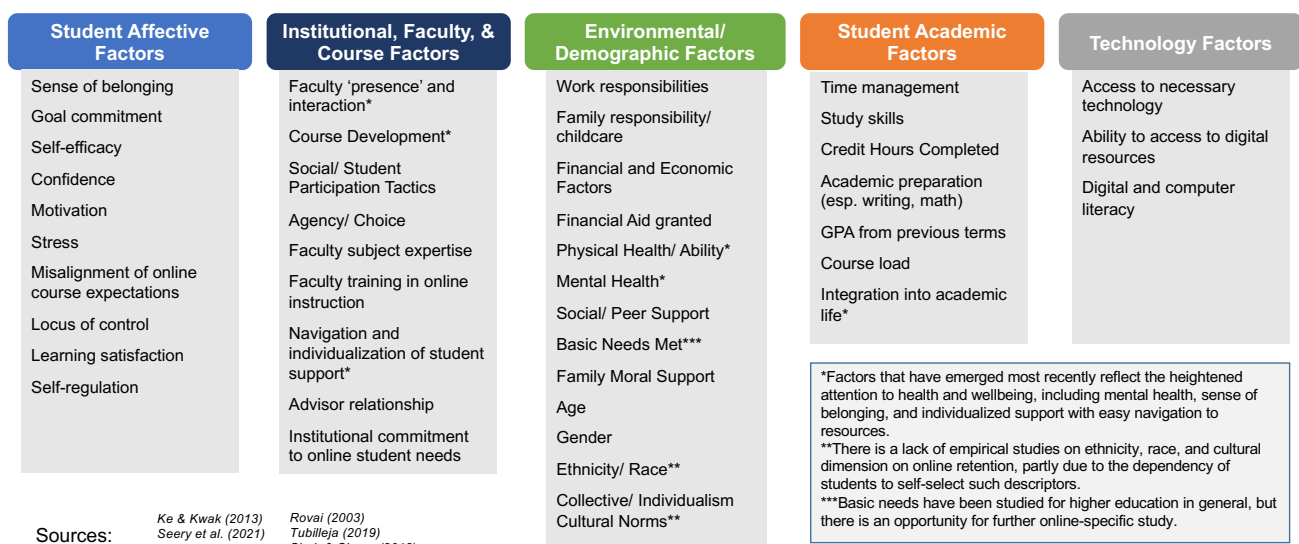 Student Affective
Factors
Sense of belonging
Goal commitment
Self-efficacy
Confidence
Motivation
Stress
Misalignment of online
course expectations
Locus of control
Learning satisfaction
Self-regulation
Institutional, Faculty, &
Course Factors
Faculty ‘presence’ and
interaction*
Course Development*
Social/ Student
Participation Tactics
Agency/ Choice
Faculty subject expertise
Faculty training in online
instruction
Navigation and
individualization of student
support*
Advisor relationship
Institutional commitment
to online student needs
Environmental/
Demographic Factors
Work responsibilities
Family responsibility/
childcare
Financial and Economic
Factors
Financial Aid granted
Physical Health/ Ability*
Mental Health*
Social/ Peer Support
Basic Needs Met***
Family Moral Support
Age
Gender
Ethnicity/ Race**
Collective/ Individualism
Cultural Norms**
Student Academic
Factors
Time management
Study skills
Credit Hours Completed
Academic preparation
(esp. writing, math)
GPA from previous terms
Course load
Integration into academic
life*
Technology Factors
Access to necessary
technology
Ability to access to digital
resources
Digital and computer
literacy
*Factors that have emerged most recently reflect the heightened
attention to health and wellbeing, including mental health, sense of
belonging, and individualized support with easy navigation to
resources.
**There is a lack of empirical studies on ethnicity, race, and cultural
dimension on online retention, partly due to the dependency of
students to self-select such descriptors.
***Basic needs have been studied for higher education in general, but
there is an opportunity for further online-specific study.
Sources:
Ke & Kwak (2013)
Seery et al. (2021)
Rovai (2003)
Tubilleja (2019)